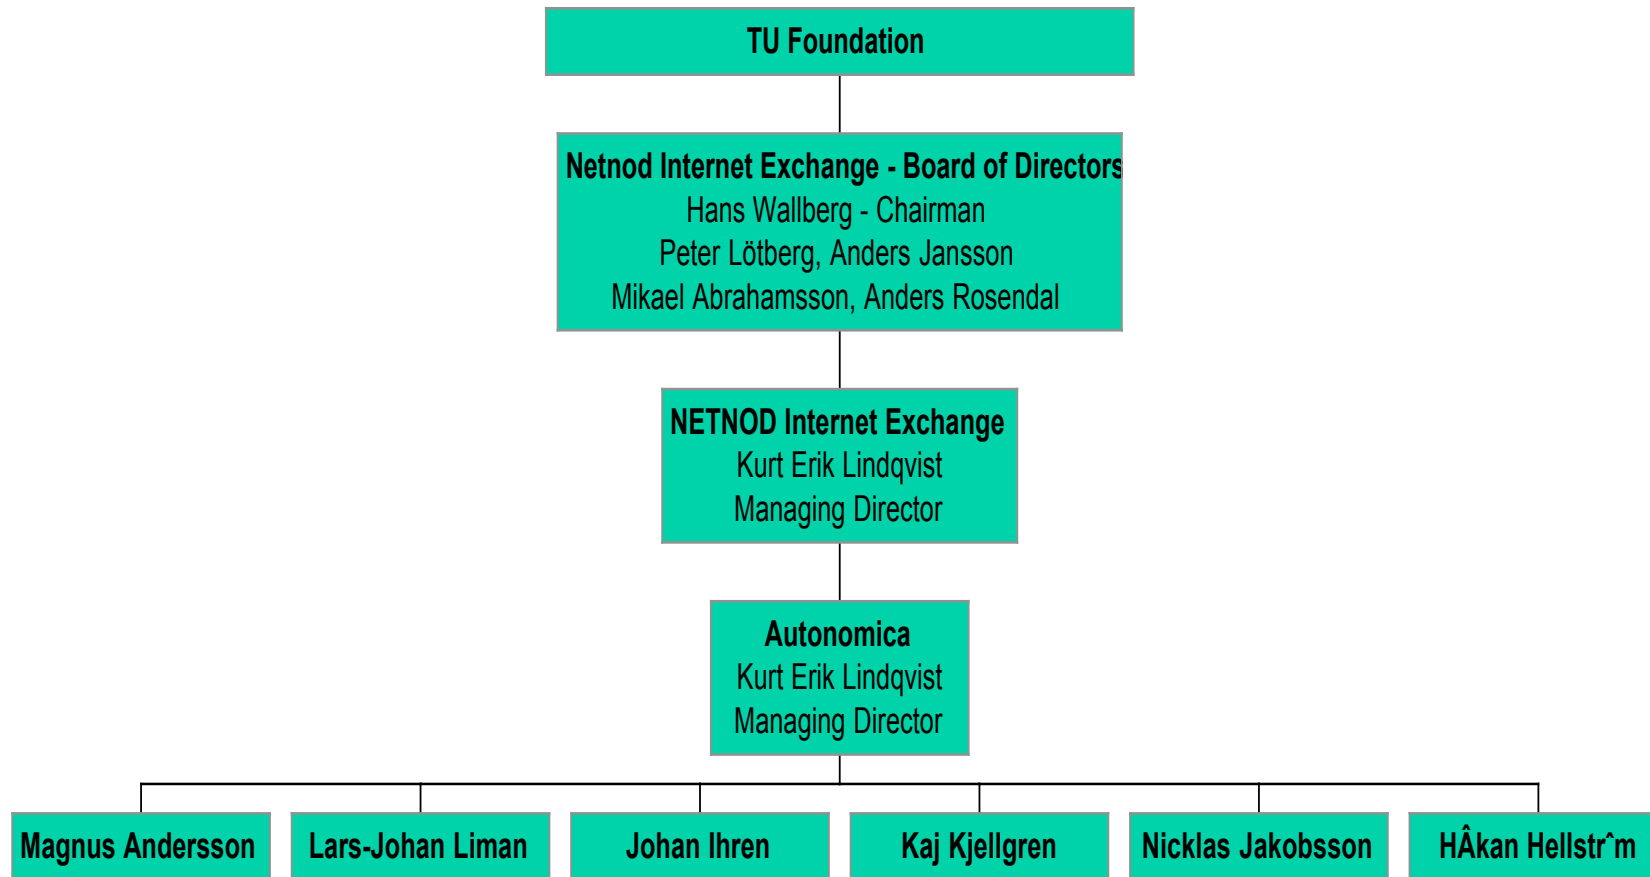 TU Foundation
Netnod Internet Exchange - Board of Directors
Hans Wallberg - Chairman
Peter Lötberg, Anders Jansson
Mikael Abrahamsson, Anders Rosendal
NETNOD Internet Exchange
Kurt Erik Lindqvist
Managing Director
Autonomica
Kurt Erik Lindqvist
Managing Director
Magnus Andersson
Lars-Johan Liman
Johan Ihren
Kaj Kjellgren
Nicklas Jakobsson
HÂkan Hellstrˆm